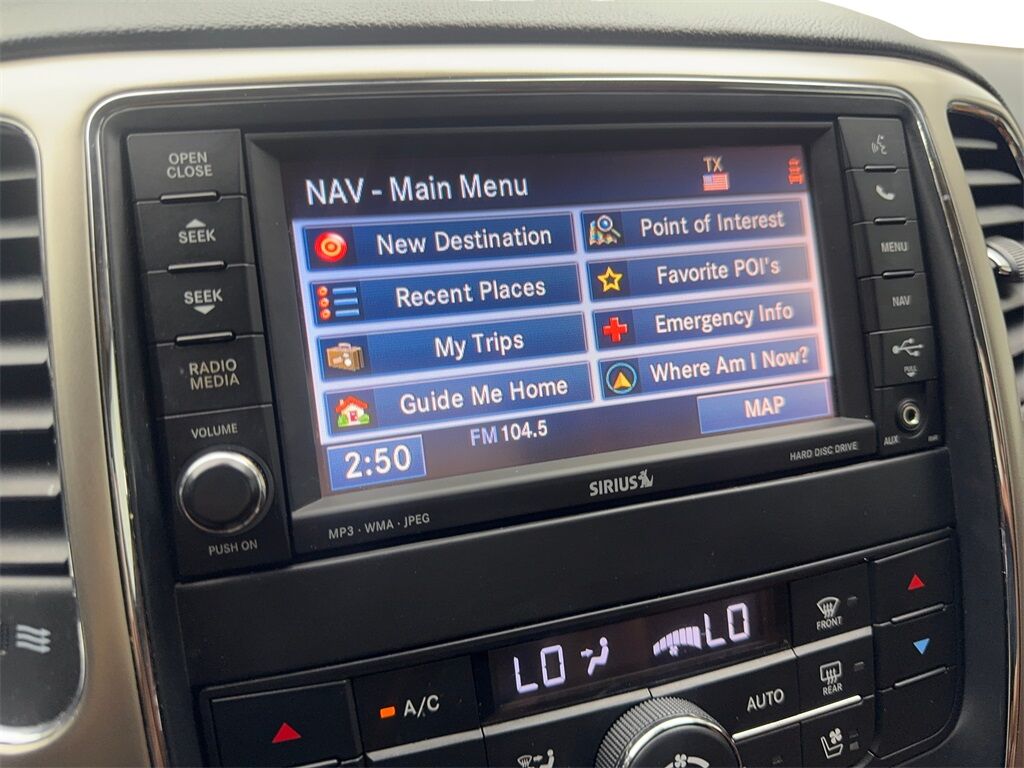 OPEN
CLOSE
SEEK
SEEK
RADIO
MEDIA
VOLUME
PUSH ON
NAV - Main Menu
TX
New Destination
Point of Interest
Recent Places
Favorite POI's
My Trips
Emergency Info
Guide Me Home
Where Am I Now?
MAP
FM 104.5
2:50
SIRIUS
HARD DISC DRIVE
MP3 · WMA · JPEG
MENU
NAV
PULL
AUX
LO
LO
A/C
AUTO
FRONT
REAR